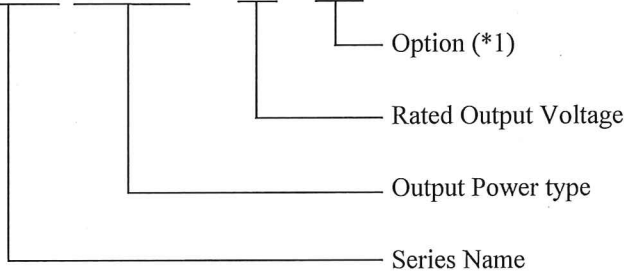 Option (*1)
Rated Output Voltage
Output Power type
Series Name